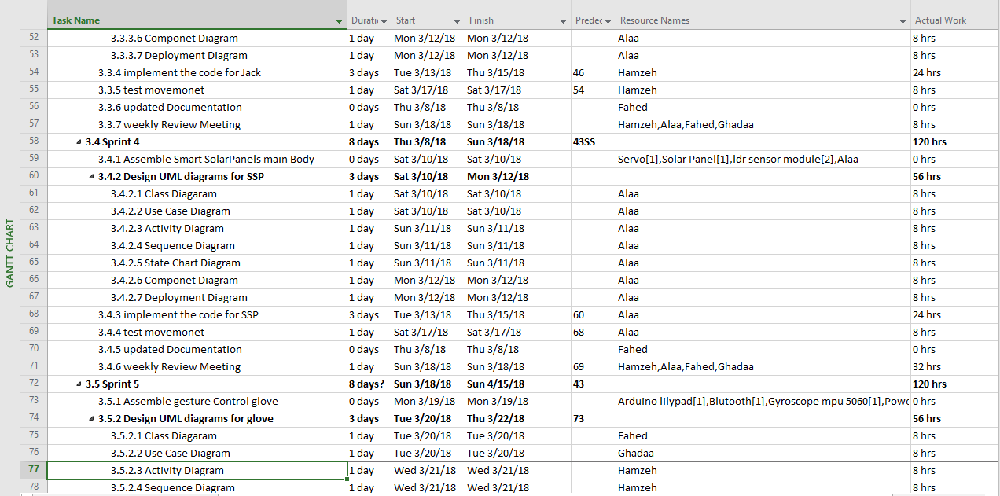 Task Name Duratio Start Finish Predec Resource Names Actual Work
52 3.3.3.6 Componet Diagram 1 day Mon 3/12/18 Mon 3/12/18 Alaa 8 hrs
53 3.3.3.7 Deployment Diagram 1 day Mon 3/12/18 Mon 3/12/18 Alaa 8 hrs
54 3.3.4 implement the code for Jack 3 days Tue 3/13/18 Thu 3/15/18 46 Hamzeh 24 hrs
55 3.3.5 test movemonet 1 day Sat 3/17/18 Sat 3/17/18 54 Hamzeh 8 hrs
56 3.3.6 updated Documentation 0 days Thu 3/8/18 Thu 3/8/18 Fahed 0 hrs
57 3.3.7 weekly Review Meeting 1 day Sun 3/18/18 Sun 3/18/18 Hamzeh,Alaa,Fahed,Ghadaa 8 hrs
58 3.4 Sprint 4 8 days Thu 3/8/18 Sun 3/18/18 43SS 120 hrs
59 3.4.1 Assemble Smart SolarPanels main Body 0 days Sat 3/10/18 Sat 3/10/18 Servo[1],Solar Panel[1],ldr sensor module[2],Alaa 0 hrs
60 3.4.2 Design UML diagrams for SSP 3 days Sat 3/10/18 Mon 3/12/18 56 hrs
61 3.4.2.1 Class Diagaram 1 day Sat 3/10/18 Sat 3/10/18 Alaa 8 hrs
62 3.4.2.2 Use Case Diagram 1 day Sat 3/10/18 Sat 3/10/18 Alaa 8 hrs
63 3.4.2.3 Activity Diagram 1 day Sun 3/11/18 Sun 3/11/18 Alaa 8 hrs
64 3.4.2.4 Sequence Diagram 1 day Sun 3/11/18 Sun 3/11/18 Alaa 8 hrs
65 3.4.2.5 State Chart Diagram 1 day Sun 3/11/18 Sun 3/11/18 Alaa 8 hrs
66 3.4.2.6 Componet Diagram 1 day Mon 3/12/18 Mon 3/12/18 Alaa 8 hrs
67 3.4.2.7 Deployment Diagram 1 day Mon 3/12/18 Mon 3/12/18 Alaa 8 hrs
68 3.4.3 implement the code for SSP 3 days Tue 3/13/18 Thu 3/15/18 60 Alaa 24 hrs
69 3.4.4 test movemonet 1 day Sat 3/17/18 Sat 3/17/18 68 Alaa 8 hrs
70 3.4.5 updated Documentation 0 days Thu 3/8/18 Thu 3/8/18 Fahed 0 hrs
71 3.4.6 weekly Review Meeting 1 day Sun 3/18/18 Sun 3/18/18 69 Hamzeh,Alaa,Fahed,Ghadaa 32 hrs
72 3.5 Sprint 5 8 days? Sun 3/18/18 Sun 4/15/18 43 120 hrs
73 3.5.1 Assemble gesture Control glove 0 days Mon 3/19/18 Mon 3/19/18 Arduino lilypad[1],Blutooth[1],Gyroscope mpu 5060[1],Powe 0 hrs
74 3.5.2 Design UML diagrams for glove 3 days Tue 3/20/18 Thu 3/22/18 73 56 hrs
75 3.5.2.1 Class Diagaram 1 day Tue 3/20/18 Tue 3/20/18 Fahed 8 hrs
76 3.5.2.2 Use Case Diagram 1 day Tue 3/20/18 Tue 3/20/18 Ghadaa 8 hrs
77 3.5.2.3 Activity Diagram 1 day Wed 3/21/18 Wed 3/21/18 Hamzeh 8 hrs
78 3.5.2.4 Sequence Diagram 1 day Wed 3/21/18 Wed 3/21/18 Hamzeh 8 hrs
GANTT CHART